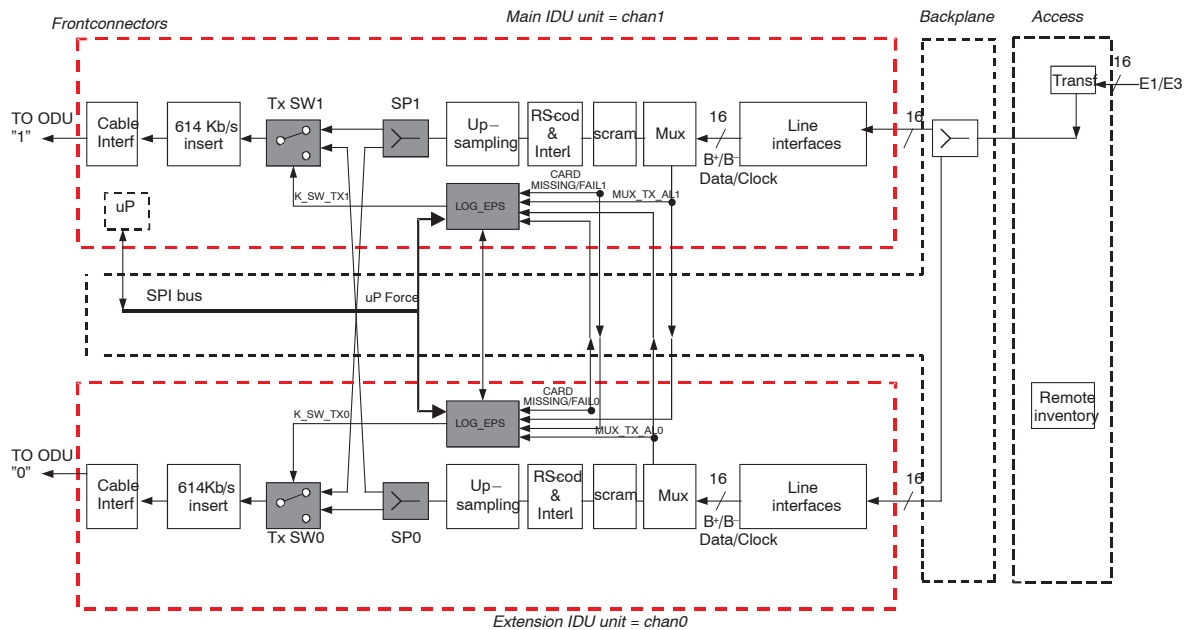 Frontconnectors
Main IDU unit = chan1
Backplane
Access
16
Transf
E1/E3
TO ODU
"1"
Cable
Interf
614 Kb/s
insert
Tx SW1
SP1
Up-
sampling
RS-cod
&
Interl.
scram
Mux
16
B+/B-
Data/Clock
Line
interfaces
16
CARD
MISSING/FAIL1
MUX_TX_AL1
K_SW_TX1
LOG_EPS
uP
SPI bus
uP Force
CARD
MISSING/FAIL0
K_SW_TX0
LOG_EPS
MUX_TX_AL0
Remote
inventory
TO ODU
"0"
Cable
Interf
614Kb/s
insert
Tx SW0
SP0
Up-
sampling
RS-cod
&
Interl.
scram
Mux
16
B+/B-
Data/Clock
Line
interfaces
16
Extension IDU unit = chan0